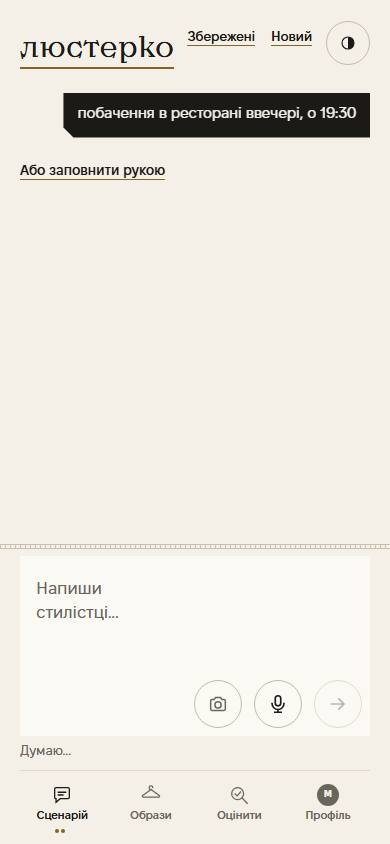 люстерко
Збережені
Новий
побачення в ресторані ввечері, о 19:30
Або заповнити рукою
Напиши
стилістці...
Думаю...
Сценарій
Образи
Оцінити
М
Профіль